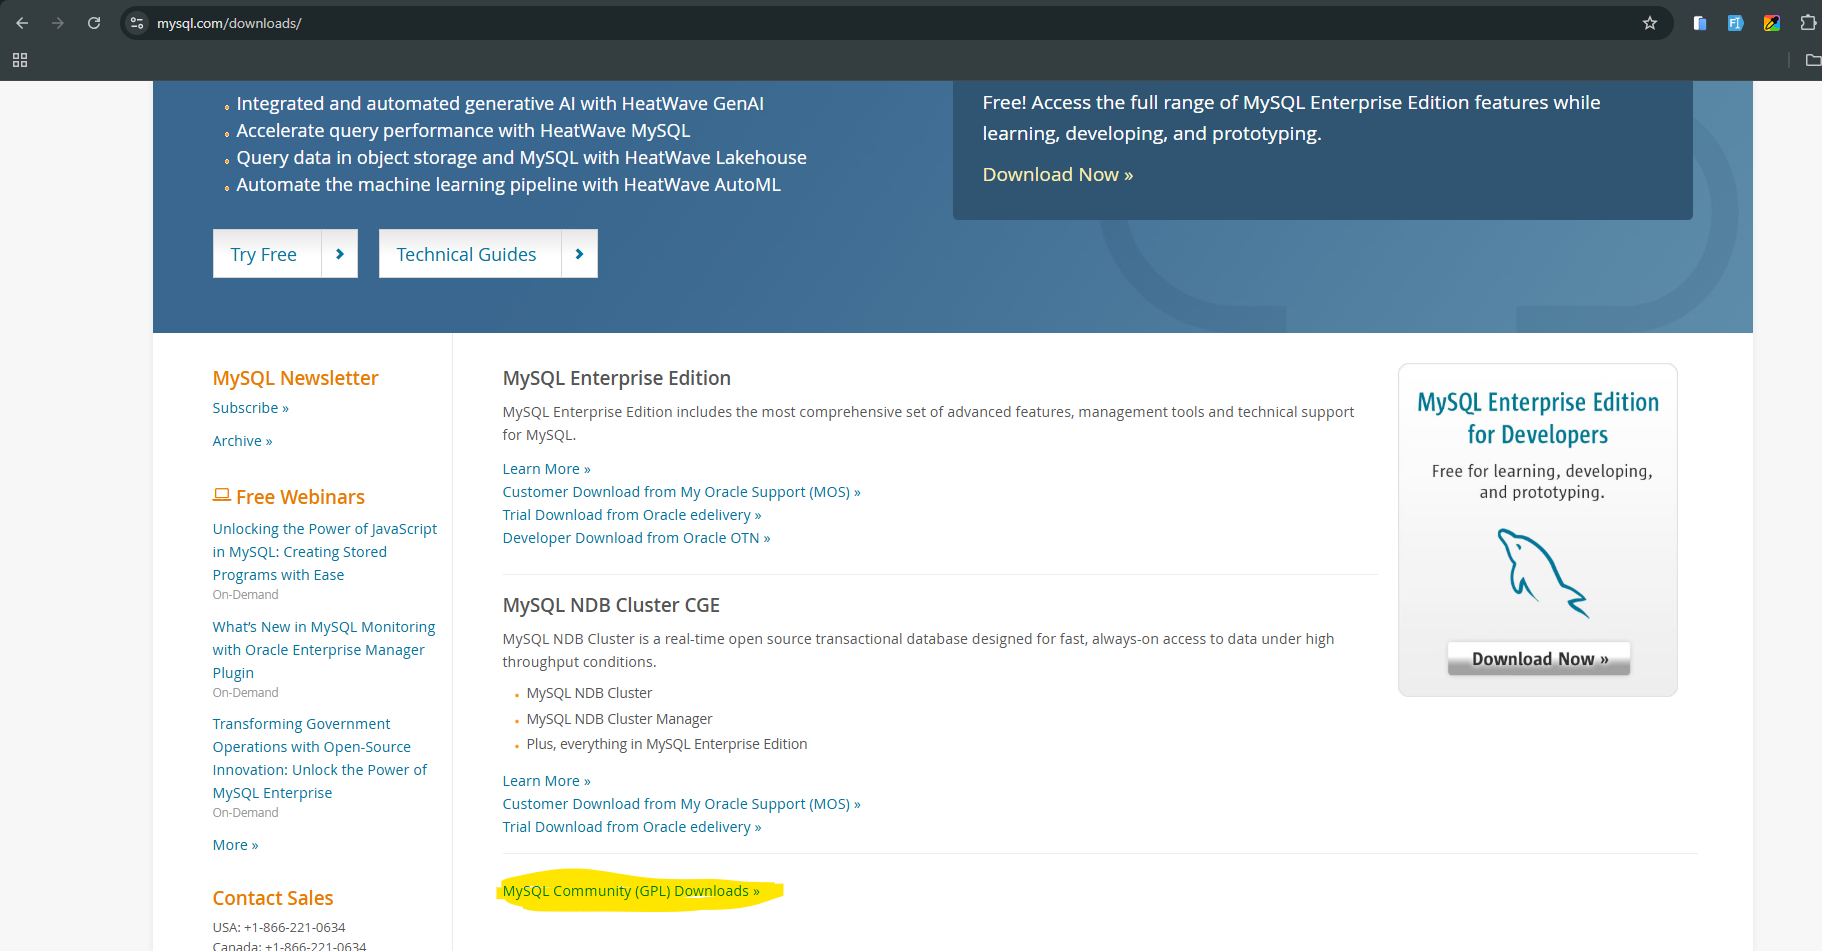 mysql.com/downloads/
Integrated and automated generative AI with HeatWave GenAI
Accelerate query performance with HeatWave MySQL
Query data in object storage and MySQL with HeatWave Lakehouse
Automate the machine learning pipeline with HeatWave AutoML
Try Free
Technical Guides
Free! Access the full range of MySQL Enterprise Edition features while
learning, developing, and prototyping.
Download Now »
MySQL Newsletter
Subscribe »
Archive »
Free Webinars
Unlocking the Power of JavaScript
in MySQL: Creating Stored
Programs with Ease
On-Demand
What's New in MySQL Monitoring
with Oracle Enterprise Manager
Plugin
On-Demand
Transforming Government
Operations with Open-Source
Innovation: Unlock the Power of
MySQL Enterprise
On-Demand
More »
Contact Sales
USA: +1-866-221-0634
Canada: +1-866-221-0634
MySQL Enterprise Edition
MySQL Enterprise Edition includes the most comprehensive set of advanced features, management tools and technical support
for MySQL.
Learn More »
Customer Download from My Oracle Support (MOS) »
Trial Download from Oracle edelivery »
Developer Download from Oracle OTN »
MySQL NDB Cluster CGE
MySQL NDB Cluster is a real-time open source transactional database designed for fast, always-on access to data under high
throughput conditions.
MySQL NDB Cluster
MySQL NDB Cluster Manager
Plus, everything in MySQL Enterprise Edition
Learn More »
Customer Download from My Oracle Support (MOS) »
Trial Download from Oracle edelivery »
MySQL Community (GPL) Downloads »
MySQL Enterprise Edition
for Developers
Free for learning, developing,
and prototyping.
Download Now »